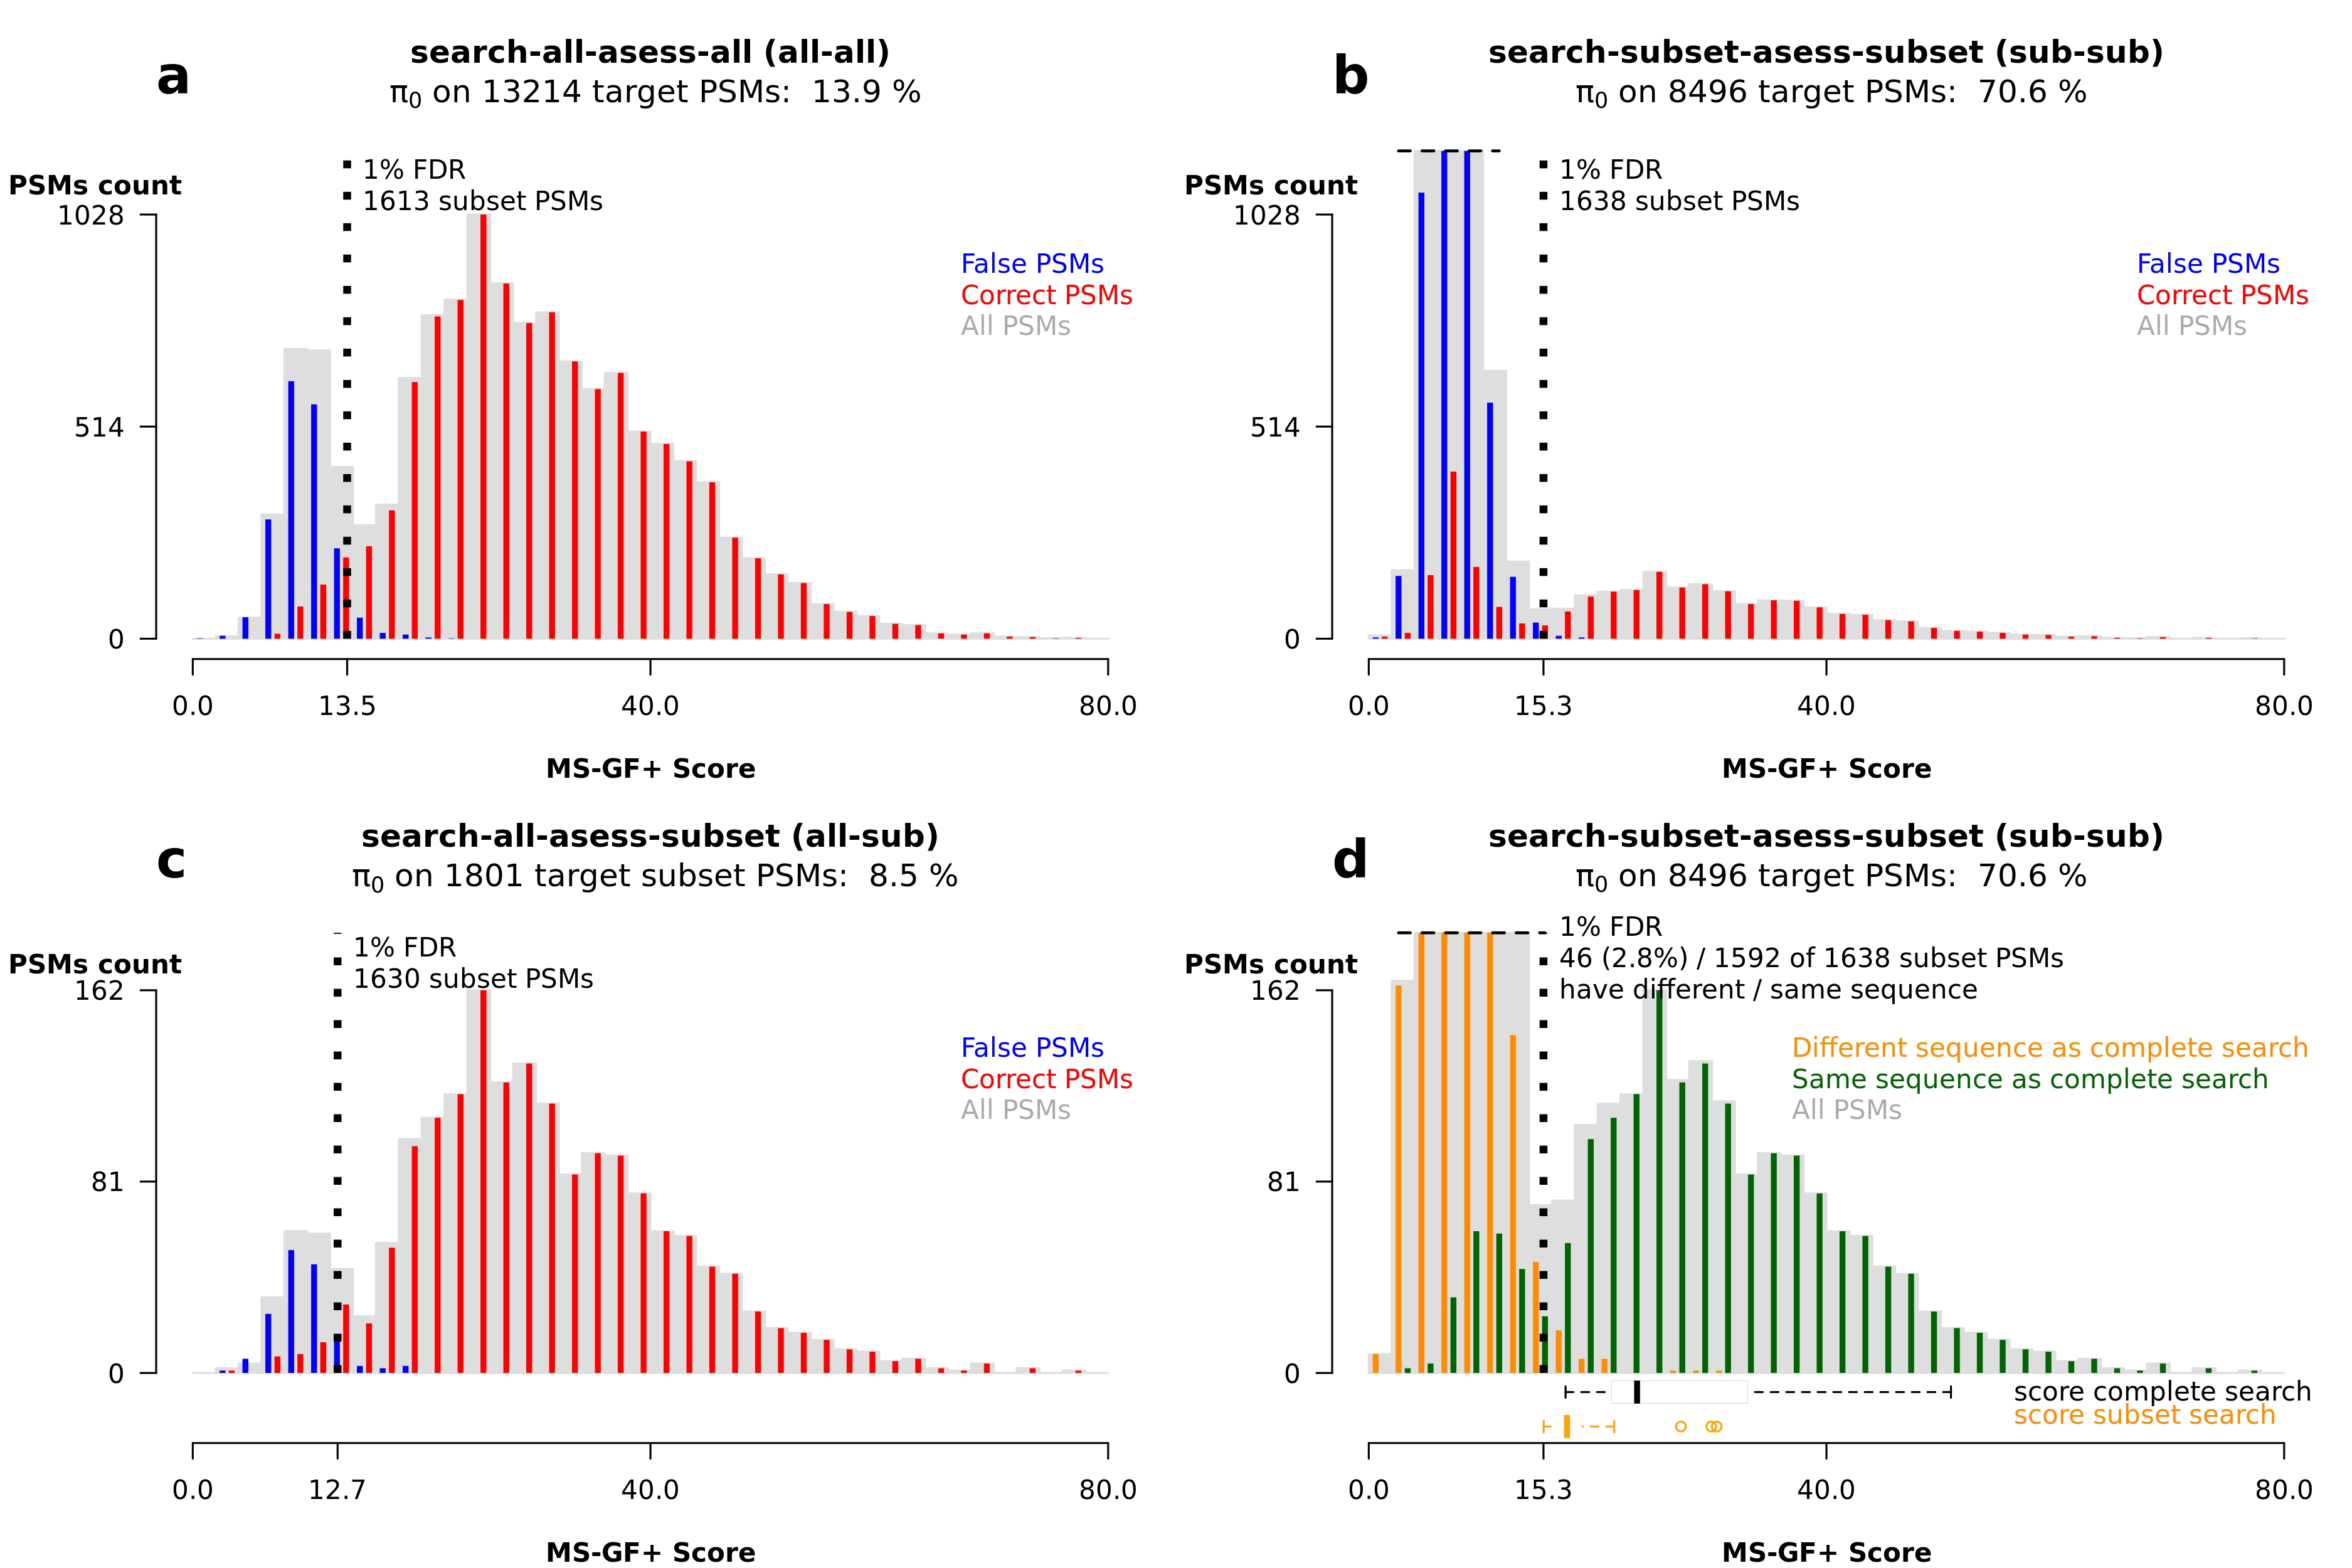 a
search-all-asess-all (all-all)
π0 on 13214 target PSMs: 13.9 %
PSMs count
1028
514
0
1% FDR
1613 subset PSMs
False PSMs
Correct PSMs
All PSMs
0.0
13.5
40.0
80.0
MS-GF+ Score
b
search-subset-asess-subset (sub-sub)
π0 on 8496 target PSMs: 70.6 %
PSMs count
1028
514
0
1% FDR
1638 subset PSMs
False PSMs
Correct PSMs
All PSMs
0.0
15.3
40.0
80.0
MS-GF+ Score
c
search-all-asess-subset (all-sub)
π0 on 1801 target subset PSMs: 8.5 %
PSMs count
162
81
0
1% FDR
1630 subset PSMs
False PSMs
Correct PSMs
All PSMs
0.0
12.7
40.0
80.0
MS-GF+ Score
d
search-subset-asess-subset (sub-sub)
π0 on 8496 target PSMs: 70.6 %
PSMs count
162
81
0
1% FDR
46 (2.8%) / 1592 of 1638 subset PSMs
have different / same sequence
Different sequence as complete search
Same sequence as complete search
All PSMs
score complete search
score subset search
0.0
15.3
40.0
80.0
MS-GF+ Score